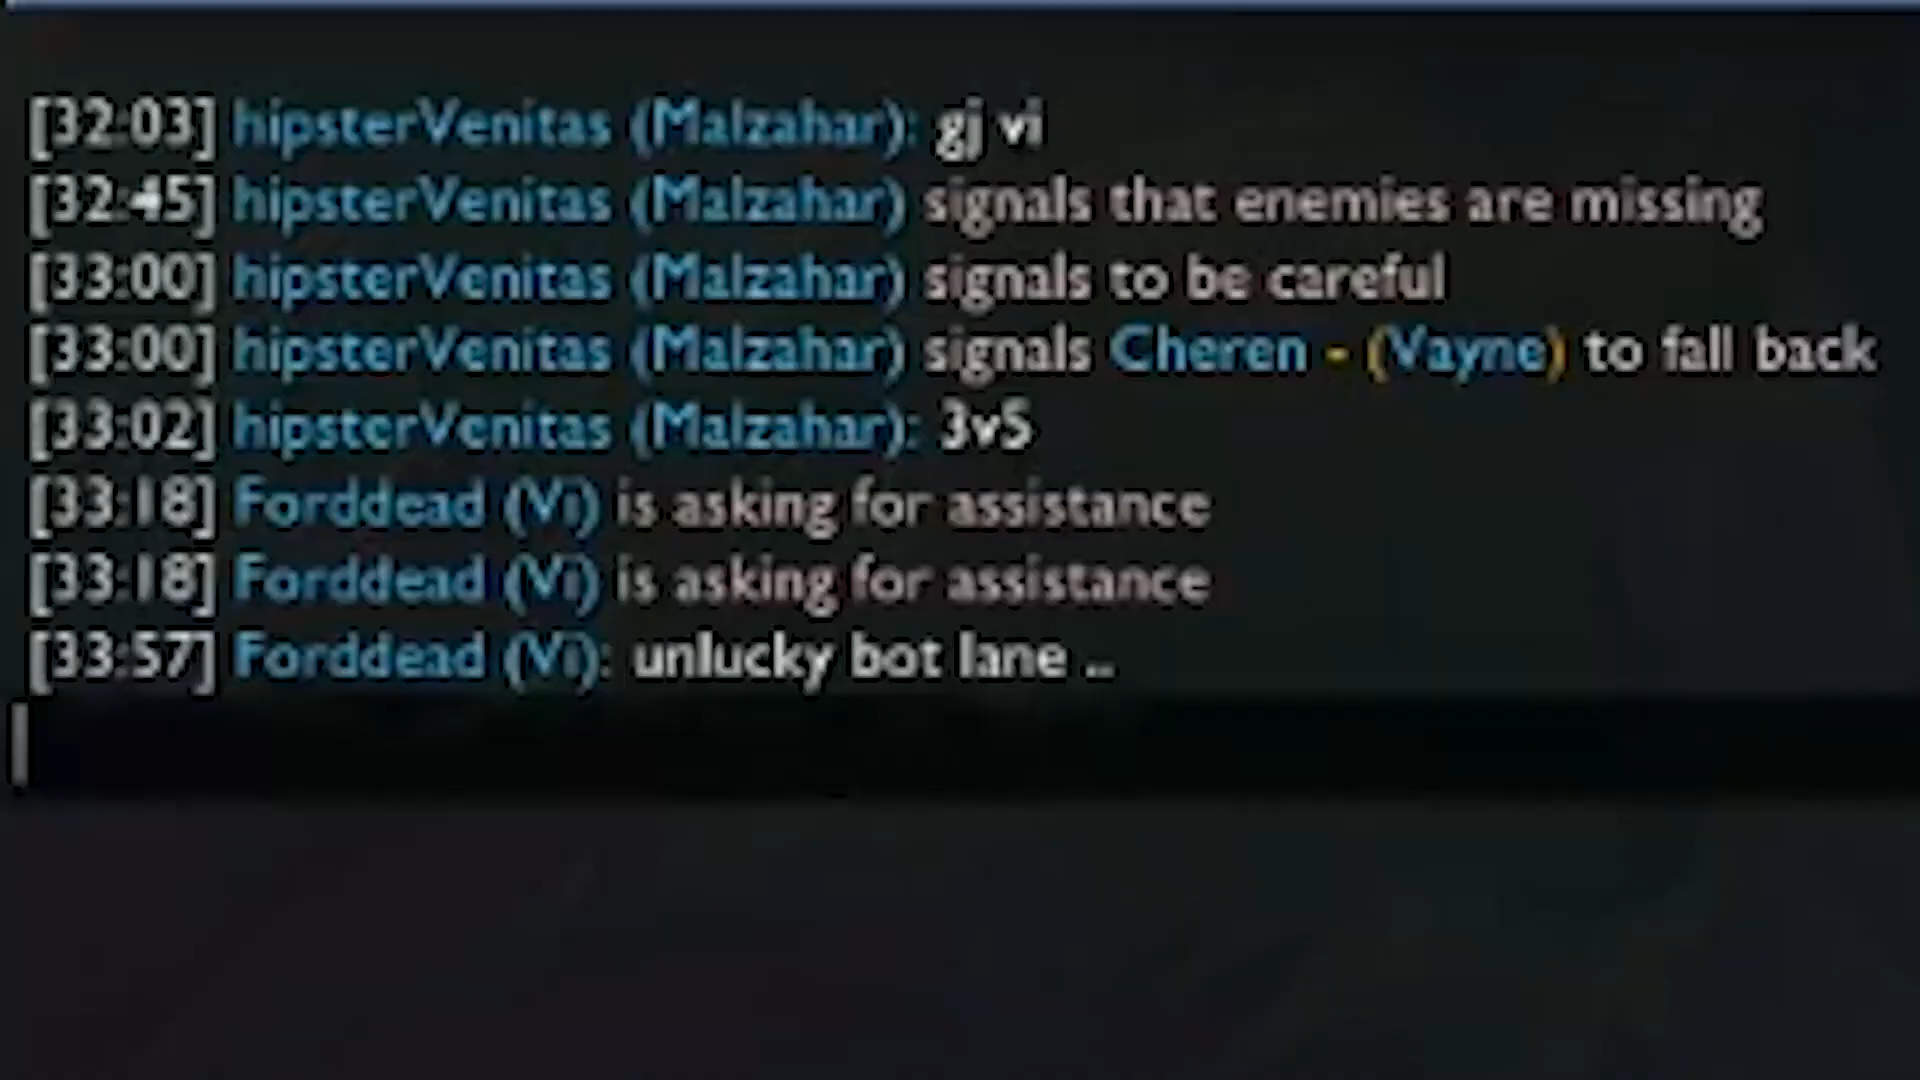 [32:03] hipsterVenitas (Malzahar): gj vi
[32:45] hipsterVenitas (Malzahar) signals that enemies are missing
[33:00] hipsterVenitas (Malzahar) signals to be careful
[33:00] hipsterVenitas (Malzahar) signals Cheren - (Vayne) to fall back
[33:02] hipsterVenitas (Malzahar): 3v5
[33:18] Forddead (Vi) is asking for assistance
[33:18] Forddead (Vi) is asking for assistance
[33:57] Forddead (Vi): unlucky bot lane ..